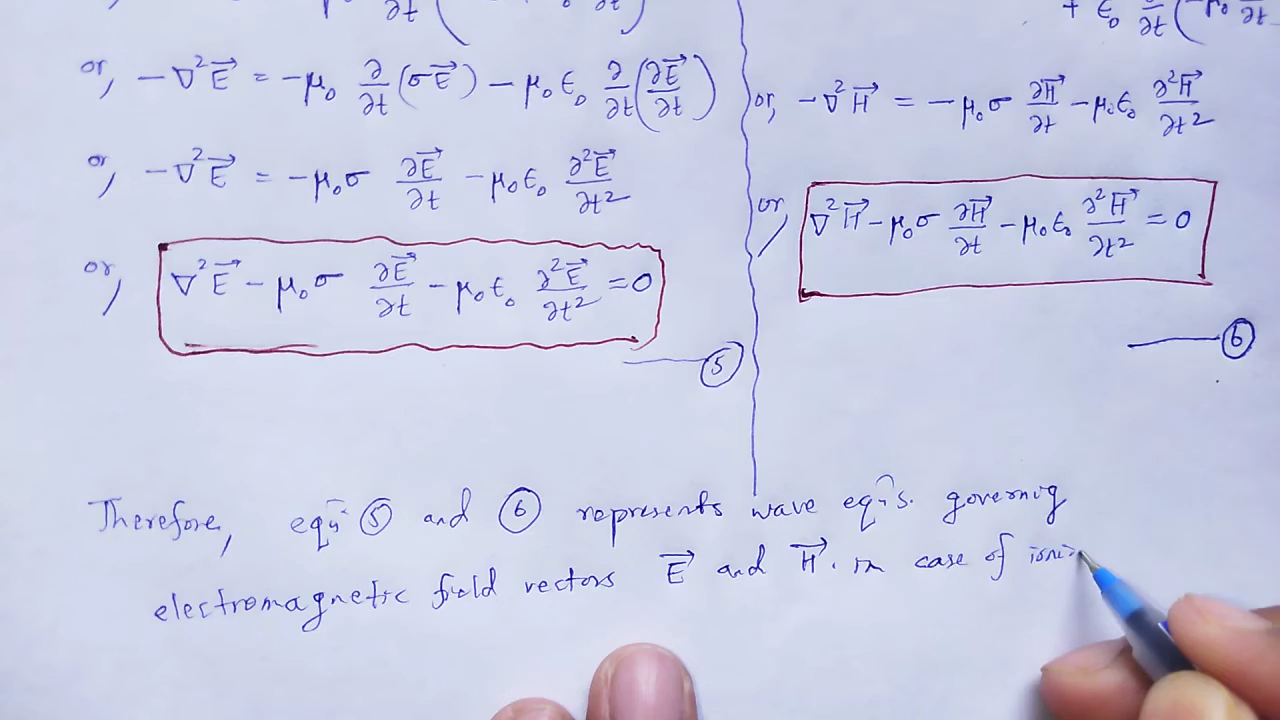 or, -∇²E⃗ = -μ₀ ∂/∂t (σE⃗) - μ₀ϵ₀ ∂/∂t (∂E⃗/∂t)
or, -∇²E⃗ = -μ₀σ ∂E⃗/∂t - μ₀ϵ₀ ∂²E⃗/∂t²
or, ∇²E⃗ - μ₀σ ∂E⃗/∂t - μ₀ϵ₀ ∂²E⃗/∂t² = 0
5
+ ϵ₀ ∂/∂t
or, -∇²H⃗ = -μ₀σ ∂H⃗/∂t - μ₀ϵ₀ ∂²H⃗/∂t²
or, ∇²H⃗ - μ₀σ ∂H⃗/∂t - μ₀ϵ₀ ∂²H⃗/∂t² = 0
6
Therefore, eqⁿ 5 and 6 represents wave eqⁿs. governig
electromagnetic field vectors E⃗ and H⃗. in case of